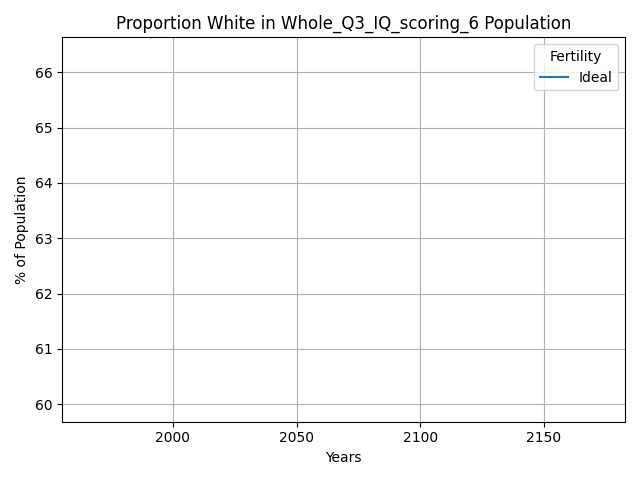 Proportion White in Whole_Q3_IQ_scoring_6 Population
Fertility
Ideal
% of Population
66
65
64
63
62
61
60
2000 2050 2100 2150
Years